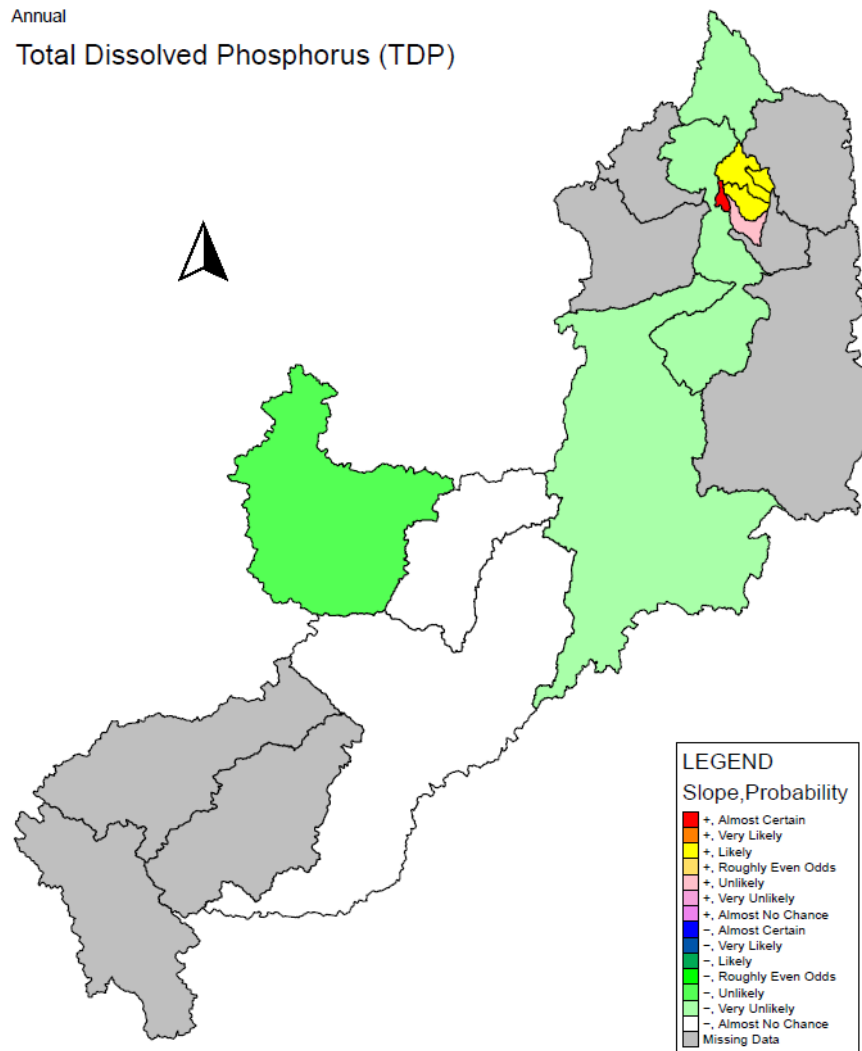 Annual
Total Dissolved Phosphorus (TDP)
LEGEND
Slope,Probability
+, Almost Certain
+, Very Likely
+, Likely
+, Roughly Even Odds
+, Unlikely
+, Very Unlikely
+, Almost No Chance
−, Almost Certain
−, Very Likely
−, Likely
−, Roughly Even Odds
−, Unlikely
−, Very Unlikely
−, Almost No Chance
Missing Data